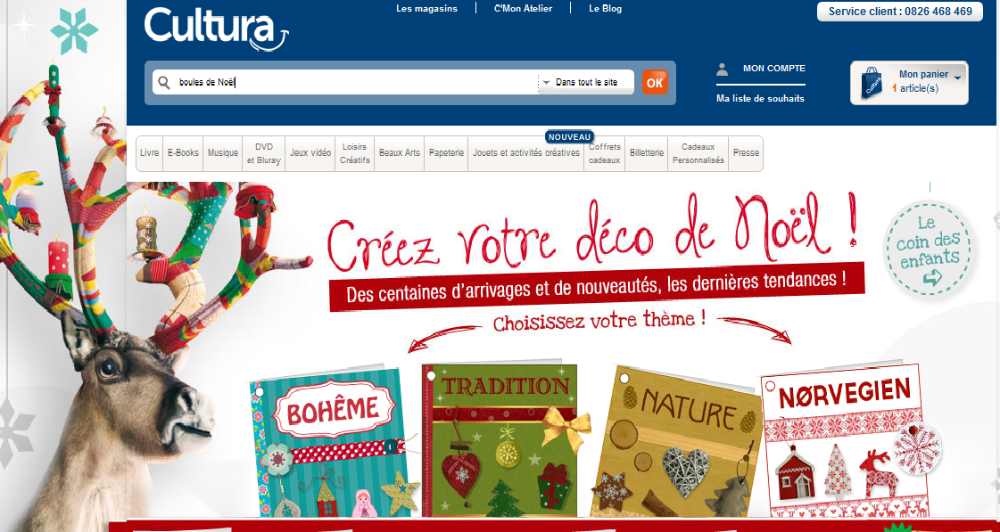 Les magasins
C'Mon Atelier
Le Blog
Service client : 0826 468 469
Cultura
boules de Noël
Dans tout le site
OK
MON COMPTE
Ma liste de souhaits
Cultura
Mon panier
1 article(s)
NOUVEAU
Livre
E-Books
Musique
DVD
et Bluray
Jeux vidéo
Loisirs
Créatifs
Beaux Arts
Papeterie
Jouets et activités créatives
Coffrets
cadeaux
Billetterie
Cadeaux
Personnalisés
Presse
Créez votre déco de Noël !
Des centaines d'arrivages et de nouveautés, les dernières tendances !
Choisissez votre thème !
Le
coin des
enfants
BOHÊME
TRADITION
NATURE
NØRVEGIEN